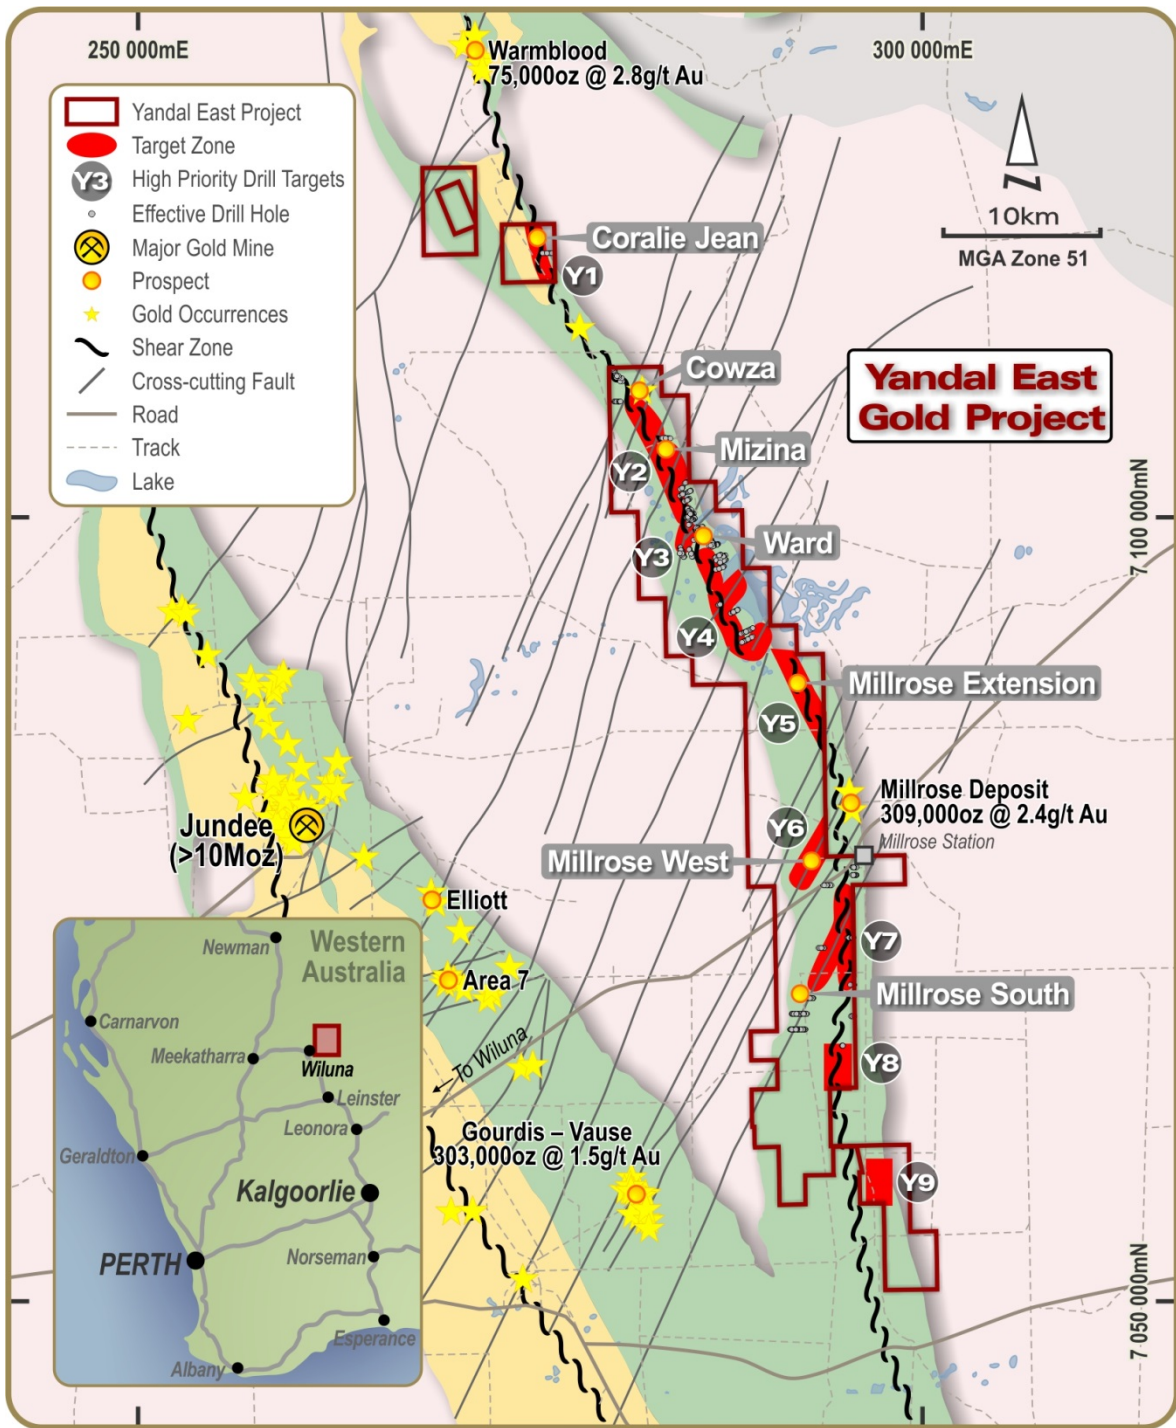 250 000mE
300 000mE
Warmblood
75,000oz @ 2.8g/t Au
Yandal East Project
Target Zone
Y3
High Priority Drill Targets
Effective Drill Hole
Major Gold Mine
Prospect
Gold Occurrences
Shear Zone
Cross-cutting Fault
Road
Track
Lake
N
10km
MGA Zone 51
Coralie Jean
Y1
Yandal East
Gold Project
Cowza
Mizina
Y2
7 100 000mN
Ward
Y3
Y4
Millrose Extension
Y5
Millrose Deposit
309,000oz @ 2.4g/t Au
Millrose Station
Jundee
(>10Moz)
Y6
Millrose West
Elliott
Y7
Area 7
Millrose South
To Wiluna
Y8
Gourdis – Vause
303,000oz @ 1.5g/t Au
Y9
7 050 000mN
Western
Australia
Newman
Carnarvon
Meekatharra
Wiluna
Leinster
Leonora
Geraldton
Kalgoorlie
PERTH
Norseman
Esperance
Albany